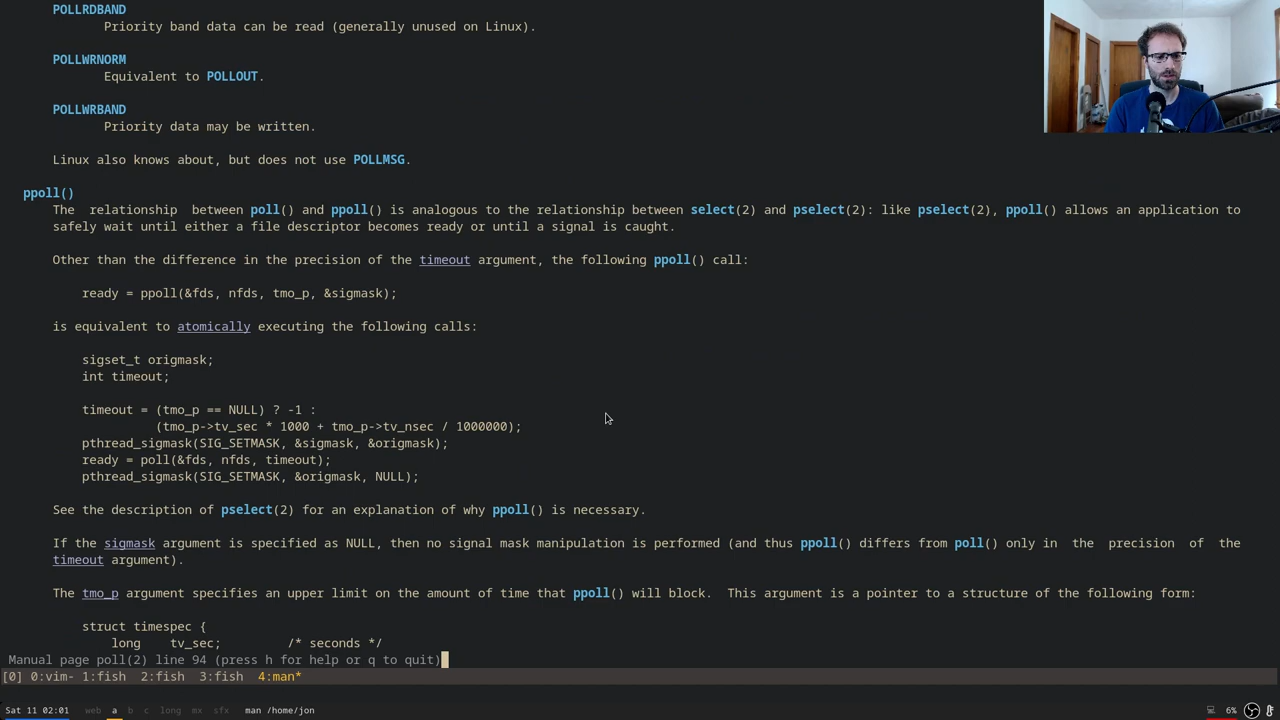 POLLRDBAND
Priority band data can be read (generally unused on Linux).
POLLWRNORM
Equivalent to POLLOUT.
POLLWRBAND
Priority data may be written.
Linux also knows about, but does not use POLLMSG.
ppoll()
The relationship between poll() and ppoll() is analogous to the relationship between select(2) and pselect(2): like pselect(2), ppoll() allows an application to
safely wait until either a file descriptor becomes ready or until a signal is caught.
Other than the difference in the precision of the timeout argument, the following ppoll() call:
ready = ppoll(&fds, nfds, tmo_p, &sigmask);
is equivalent to atomically executing the following calls:
sigset_t origmask;
int timeout;
timeout = (tmo_p == NULL) ? -1 :
(tmo_p->tv_sec * 1000 + tmo_p->tv_nsec / 1000000);
pthread_sigmask(SIG_SETMASK, &sigmask, &origmask);
ready = poll(&fds, nfds, timeout);
pthread_sigmask(SIG_SETMASK, &origmask, NULL);
See the description of pselect(2) for an explanation of why ppoll() is necessary.
If the sigmask argument is specified as NULL, then no signal mask manipulation is performed (and thus ppoll() differs from poll() only in the precision of the
timeout argument).
The tmo_p argument specifies an upper limit on the amount of time that ppoll() will block. This argument is a pointer to a structure of the following form:
struct timespec {
long tv_sec; /* seconds */
Manual page poll(2) line 94 (press h for help or q to quit)
[0] 0:vim- 1:fish 2:fish 3:fish 4:man*
Sat 11 02:01 web a b c long mx sfx man /home/jon 6%